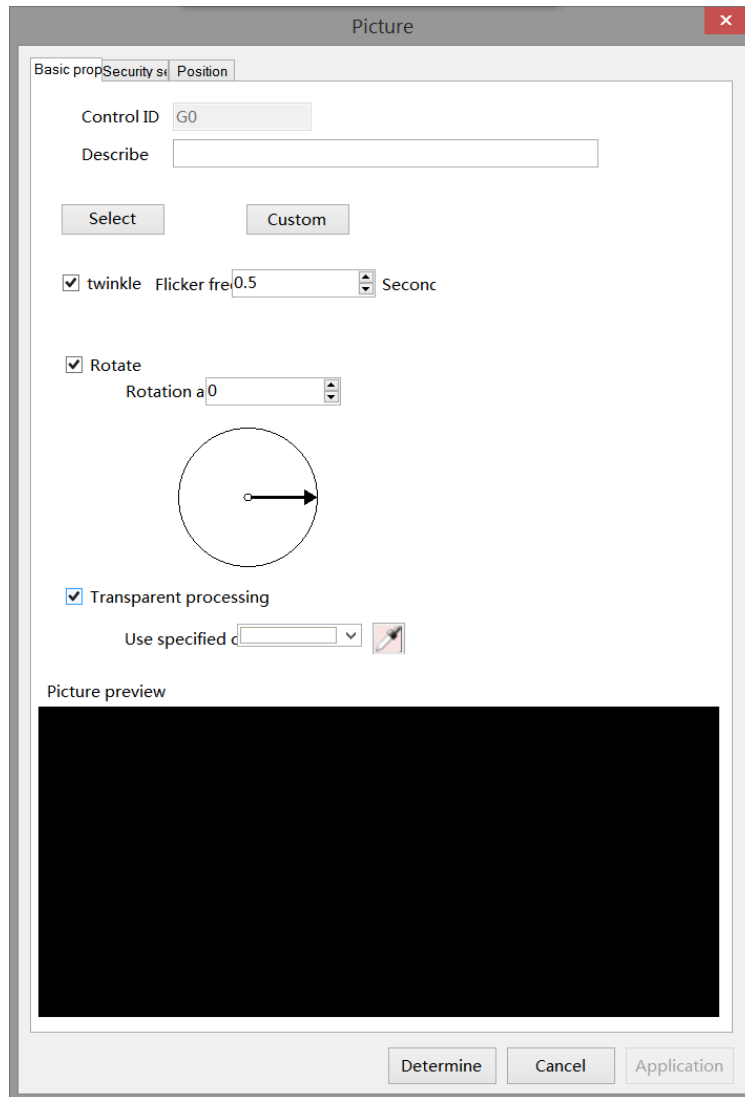 Picture
Basic prop Security se Position
Control ID G0
Describe
Select Custom
twinkle Flicker fre 0.5 Second
Rotate
Rotation a 0
Transparent processing
Use specified c
Picture preview
Determine Cancel Application